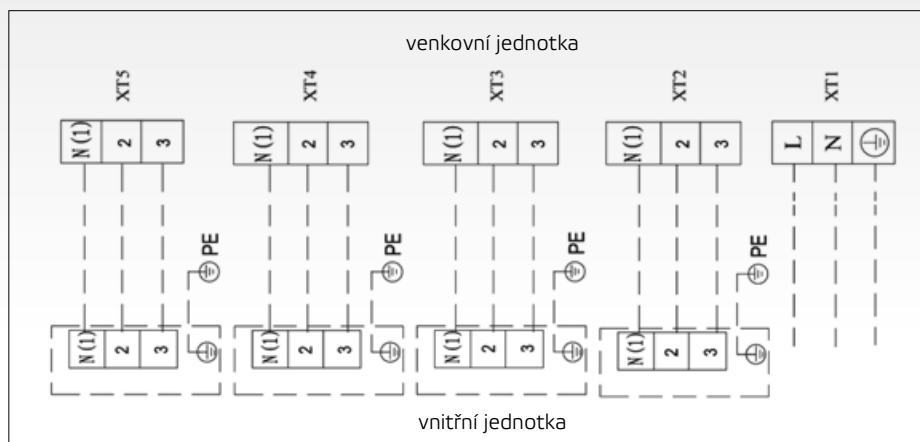 venkovní jednotka
XT5 XT4 XT3 XT2 XT1
N(1) 2 3 N(1) 2 3 N(1) 2 3 N(1) 2 3 L N
PE PE PE PE
N(1) 2 3 N(1) 2 3 N(1) 2 3 N(1) 2 3
vnitřní jednotka